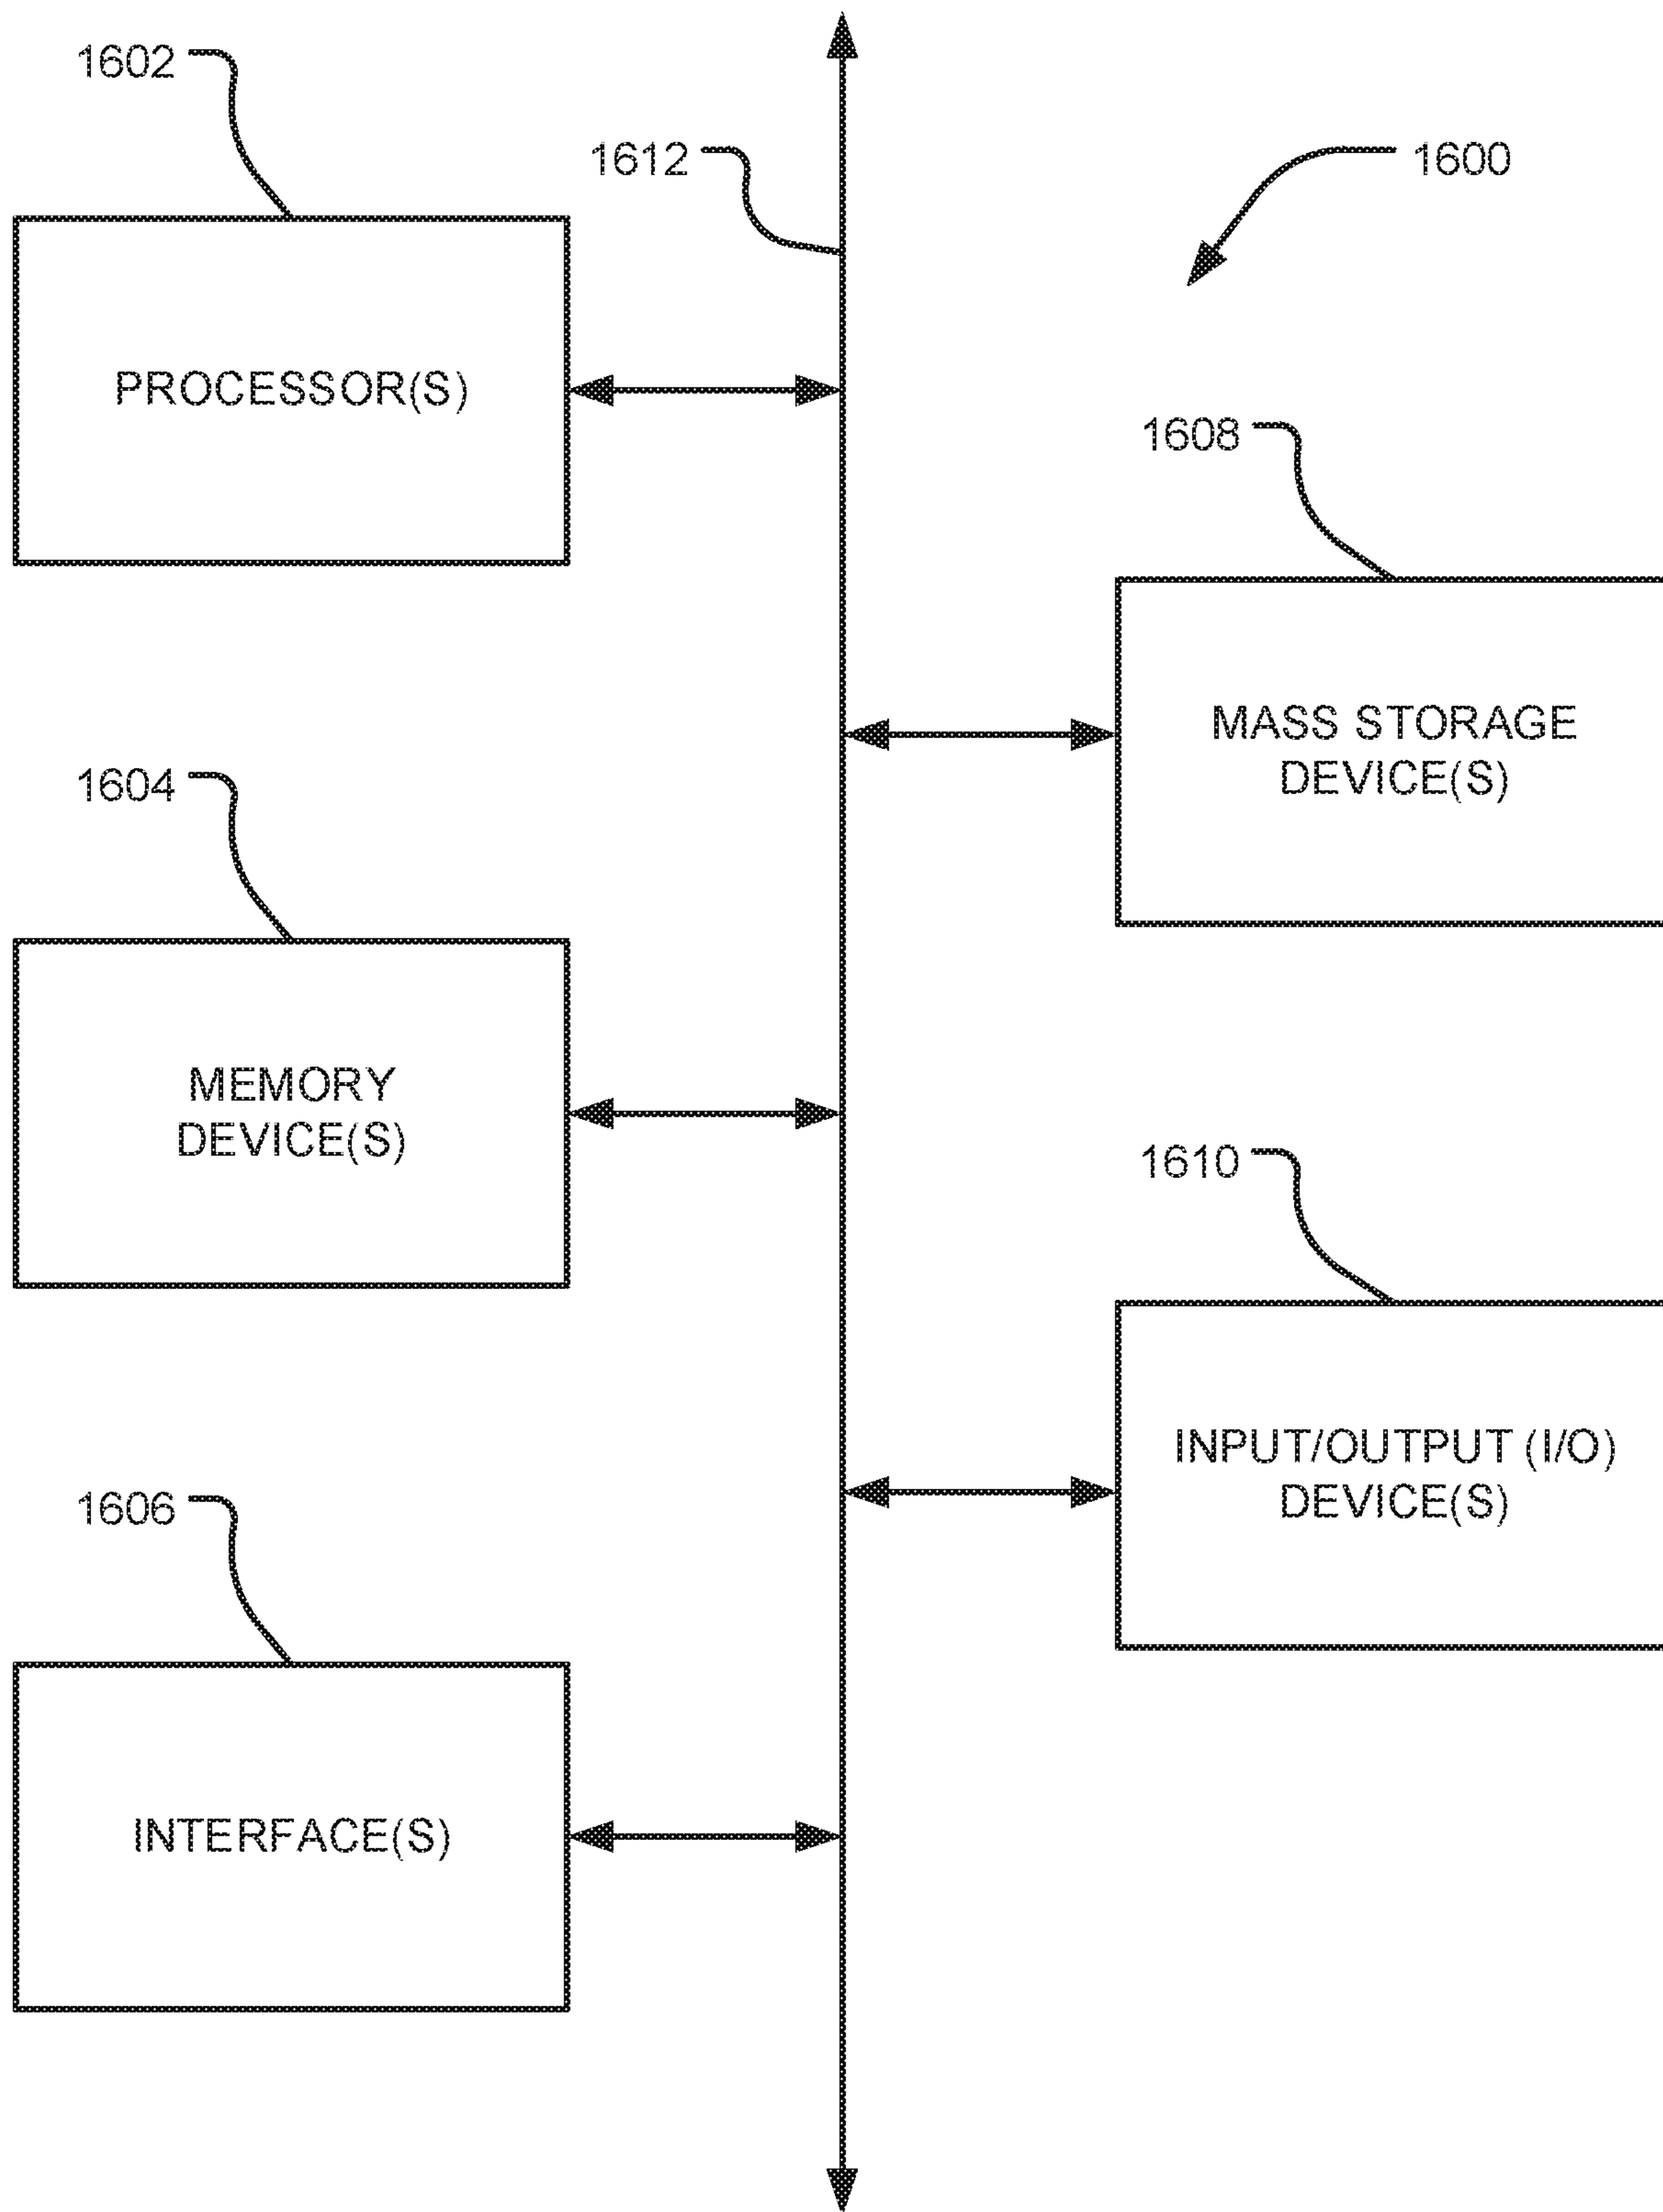 1602
1612
1600
PROCESSOR(S)
1608
MASS STORAGE
DEVICE(S)
1604
MEMORY
DEVICE(S)
1610
INPUT/OUTPUT (I/O)
DEVICE(S)
1606
INTERFACE(S)